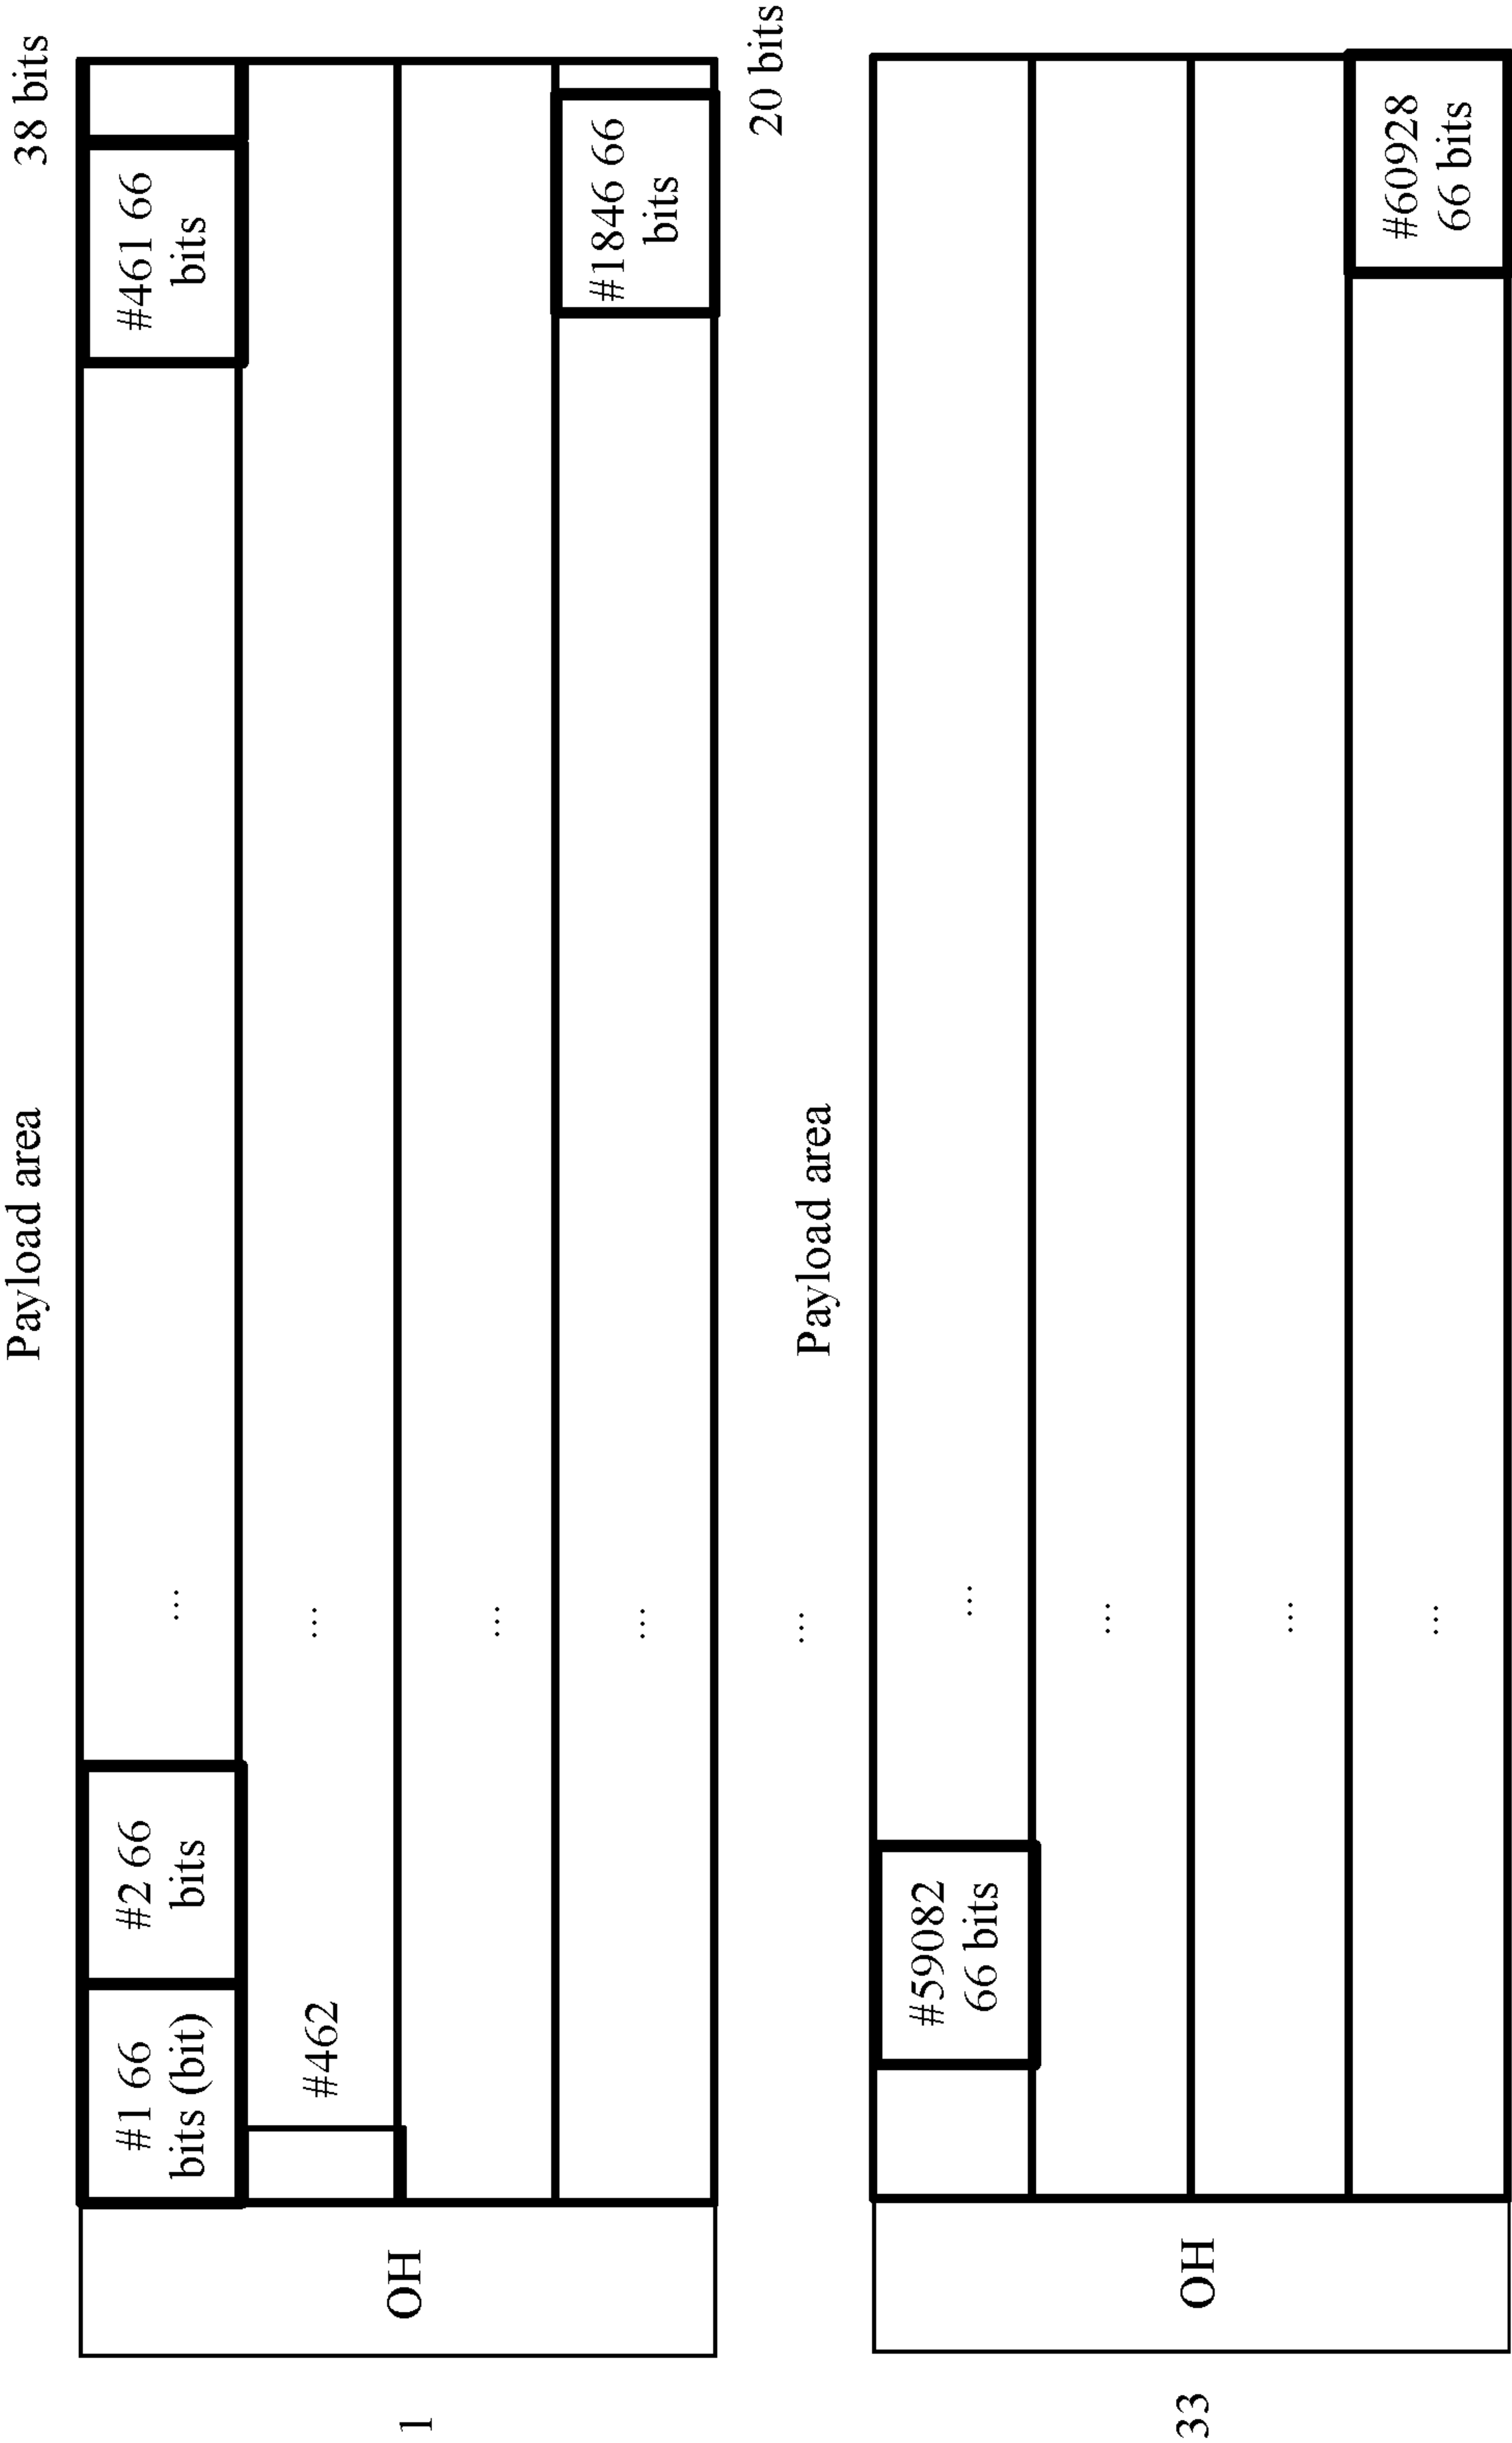 Payload area
38 bits
#1 66
bits (bit)
#2 66
bits
...
#461 66
bits
#462
...
1
OH
...
...
#1846 66
bits
20 bits
...
Payload area
#59082
66 bits
...
...
33
OH
...
...
#60928
66 bits